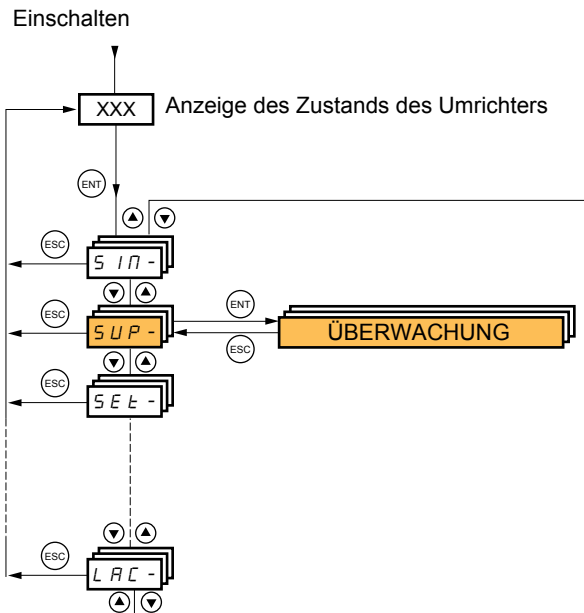 Einschalten
XXX Anzeige des Zustands des Umrichters
ENT
ESC
SIM-
ENT
ESC
SUP-
ÜBERWACHUNG
ESC
ESC
SEt-
ESC
LAC-